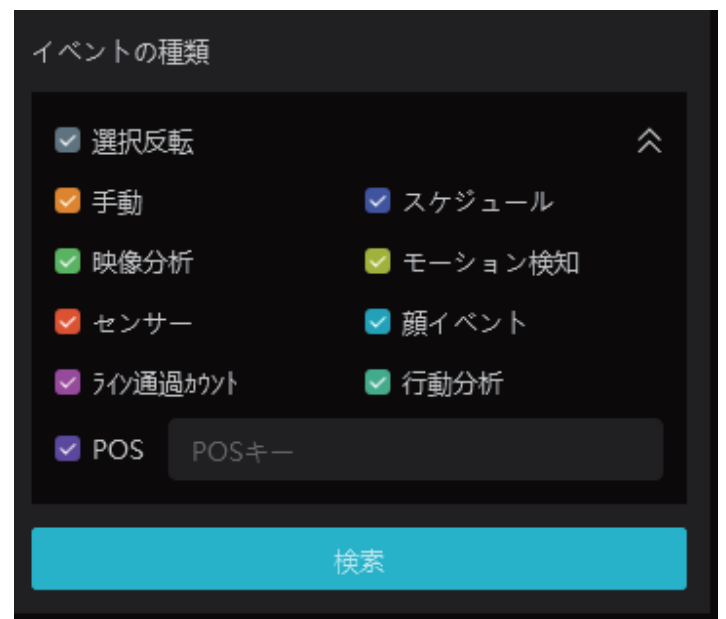 イベントの種類
選択反転
手動 スケジュール
映像分析 モーション検知
センサー 顔イベント
ﾗｲﾝ通過ｶｳﾝﾄ 行動分析
POS POSキー
検索